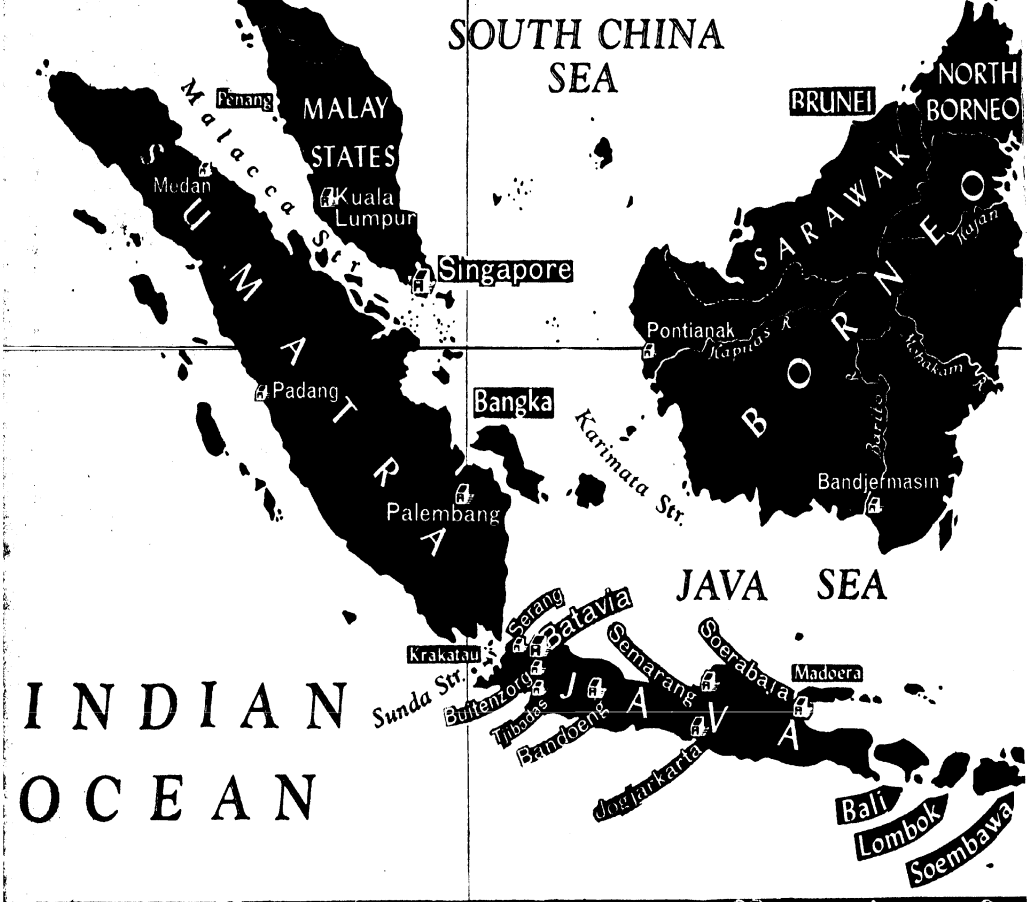 SOUTH CHINA
SEA
NORTH
BORNEO
BRUNEI
Penang
MALAY
STATES
Malacca Str.
SARAWAK
Medan
Kuala
Lumpur
SUMATRA
Kajan
BORNEO
Singapore
Pontianak
Kapuas R
Mohakam R
Padang
Bangka
Karimata Str.
Barito R
Bandjermasin
Palembang
JAVA SEA
Serang
Batavia
Semarang
Soerabaja
Krakatau
Madoera
Sunda Str.
INDIAN
OCEAN
Buitenzorg
Tjibadas
Bandoeng
JAVA
Jogjarkarta
Bali
Lombok
Soembawa